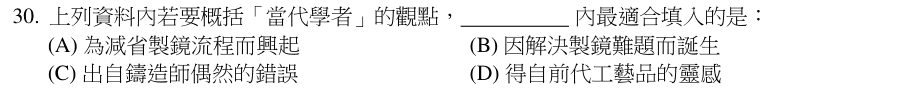 30. 上列資料內若要概括「當代學者」的觀點，__________ 內最適合填入的是：
(A) 為減省製鏡流程而興起 (B) 因解決製鏡難題而誕生
(C) 出自鑄造師偶然的錯誤 (D) 得自前代工藝品的靈感